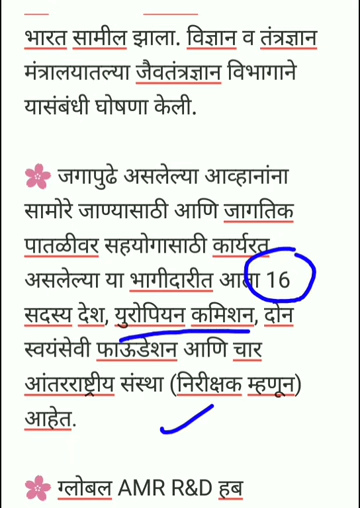 भारत सामील झाला. विज्ञान व तंत्रज्ञान
मंत्रालयातल्या जैवतंत्रज्ञान विभागाने
यासंबंधी घोषणा केली.
जगापुढे असलेल्या आव्हानांना
सामोरे जाण्यासाठी आणि जागतिक
पातळीवर सहयोगासाठी कार्यरत
असलेल्या या भागीदारीत आता 16
सदस्य देश, युरोपियन कमिशन, दोन
स्वयंसेवी फाऊंडेशन आणि चार
आंतरराष्ट्रीय संस्था (निरीक्षक म्हणून)
आहेत.
ग्लोबल AMR R&D हब